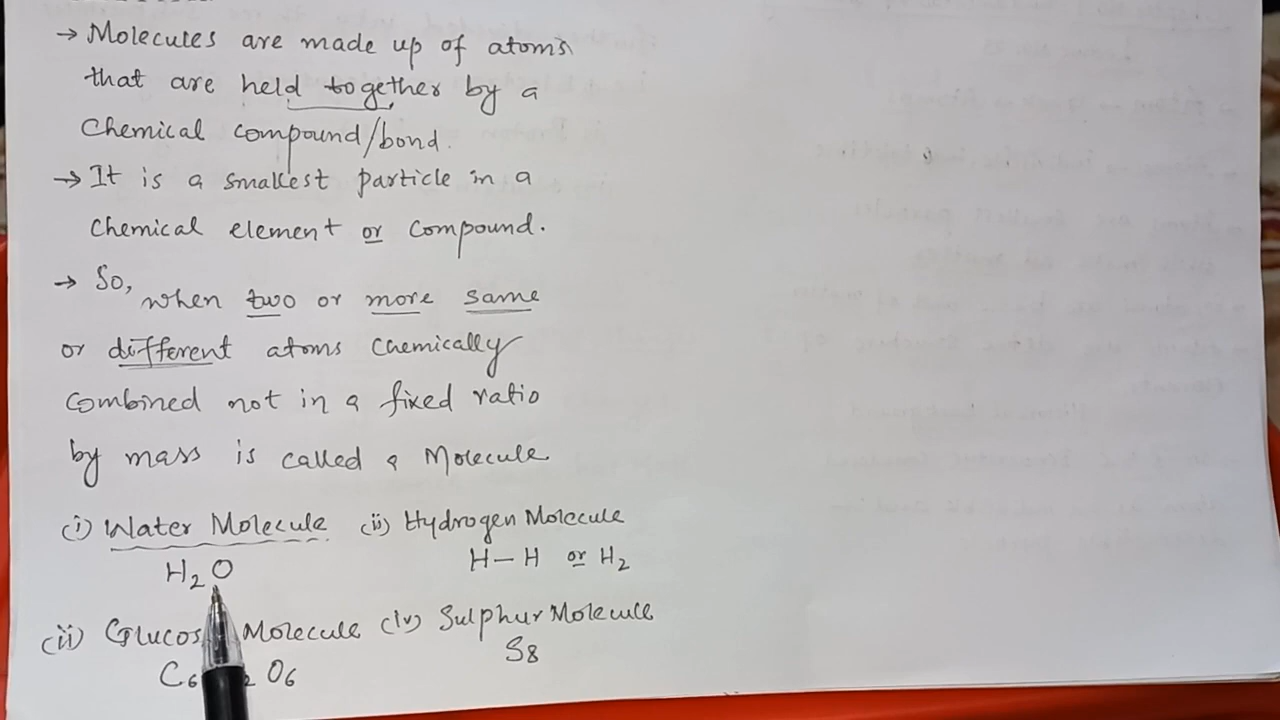 → Molecules are made up of atoms
that are held together by a
Chemical compound/bond.
→ It is a smallest particle in a
Chemical element or Compound.
→ So, when two or more same
or different atoms chemically
Combined not in a fixed ratio
by mass is called a Molecule
(i) Water Molecule (ii) Hydrogen Molecule
H2O H—H or H2
(ii) Molecule (iv) Sulphur Molecule
C6 O6 S8